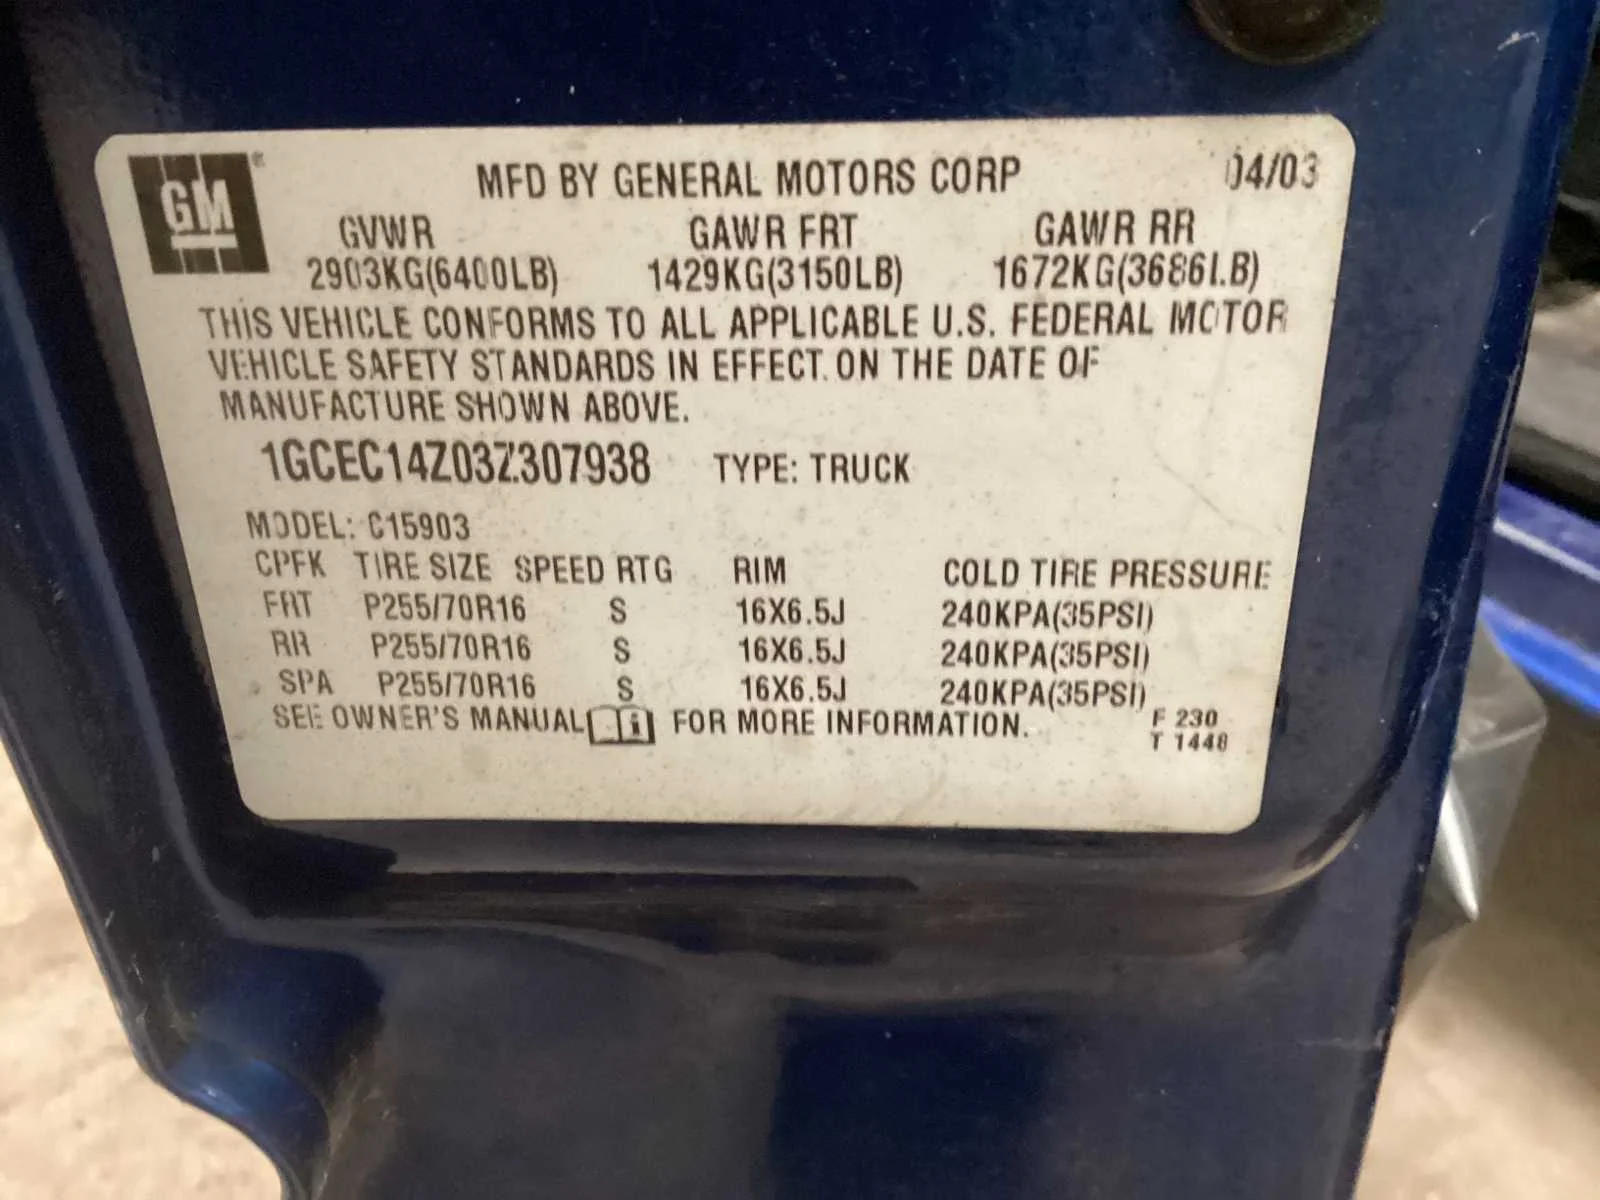 GM ®
MFD BY GENERAL MOTORS CORP 04/03
GVWR GAWR FRT GAWR RR
2903KG(6400LB) 1429KG(3150LB) 1672KG(3686LB)
THIS VEHICLE CONFORMS TO ALL APPLICABLE U.S. FEDERAL MOTOR
VEHICLE SAFETY STANDARDS IN EFFECT ON THE DATE OF
MANUFACTURE SHOWN ABOVE.
1GCEC14Z03Z307938 TYPE: TRUCK
MODEL: C15903
CPFK TIRE SIZE SPEED RTG RIM COLD TIRE PRESSURE
FRT P255/70R16 S 16X6.5J 240KPA(35PSI)
RR P255/70R16 S 16X6.5J 240KPA(35PSI)
SPA P255/70R16 S 16X6.5J 240KPA(35PSI)
SEE OWNER'S MANUAL i FOR MORE INFORMATION.
F 230
T 1448